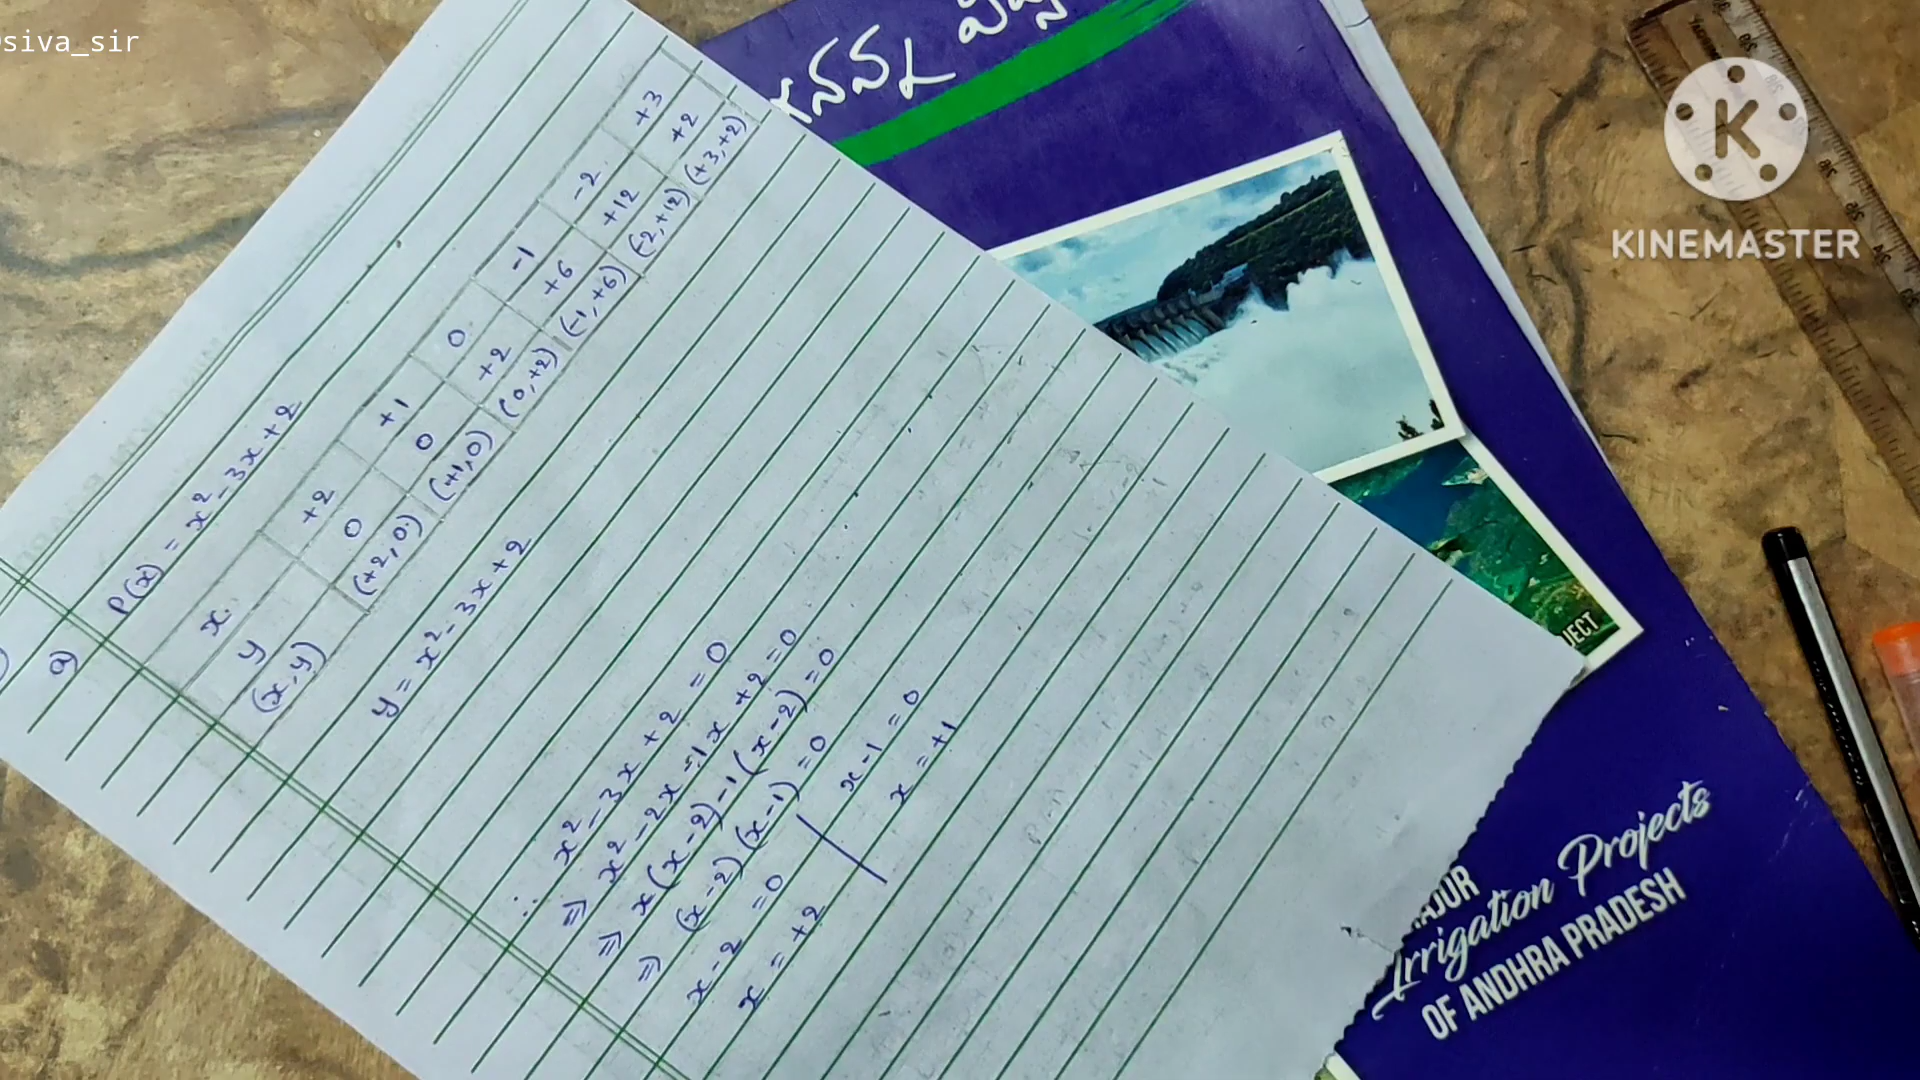 siva_sir
KINEMASTER
a) P(x) = x² - 3x + 2
x +2 +1 0 -1 -2 +3
y 0 0 +2 +6 +12 +2
(x,y) (+2,0) (+1,0) (0,+2) (-1,+6) (-2,+12) (+3,+2)
y = x² - 3x + 2
∴ x² - 3x + 2 = 0
⇒ x² - 2x - 1x + 2 = 0
⇒ x(x-2) - 1(x-2) = 0
⇒ (x-2) (x-1) = 0
x-2 = 0 x-1 = 0
x = +2 x = +1
JECT
Irrigation Projects
OF ANDHRA PRADESH